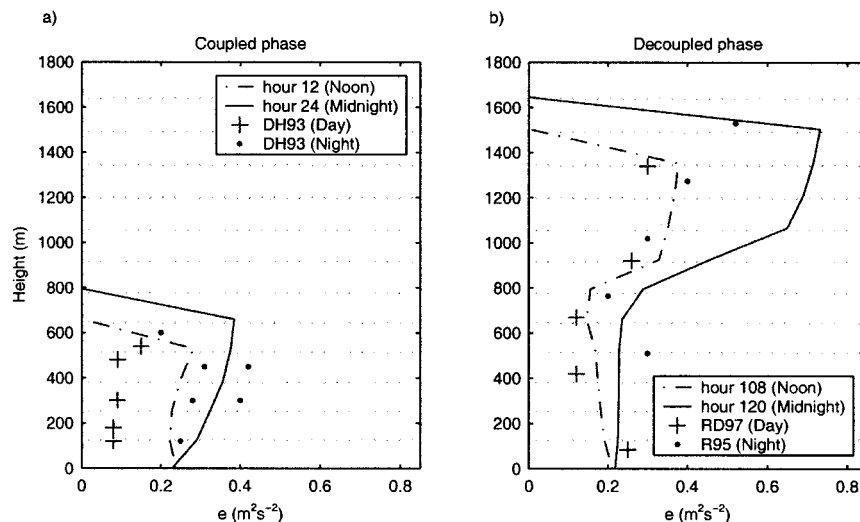 a)
Coupled phase
1800
1600
1400
1200
1000
800
600
400
200
0
Height (m)
0
0.2
0.4
0.6
0.8
e (m²s⁻²)
hour 12 (Noon)
hour 24 (Midnight)
DH93 (Day)
DH93 (Night)
b)
Decoupled phase
1800
1600
1400
1200
1000
800
600
400
200
0
0
0.2
0.4
0.6
0.8
e (m²s⁻²)
hour 108 (Noon)
hour 120 (Midnight)
RD97 (Day)
R95 (Night)